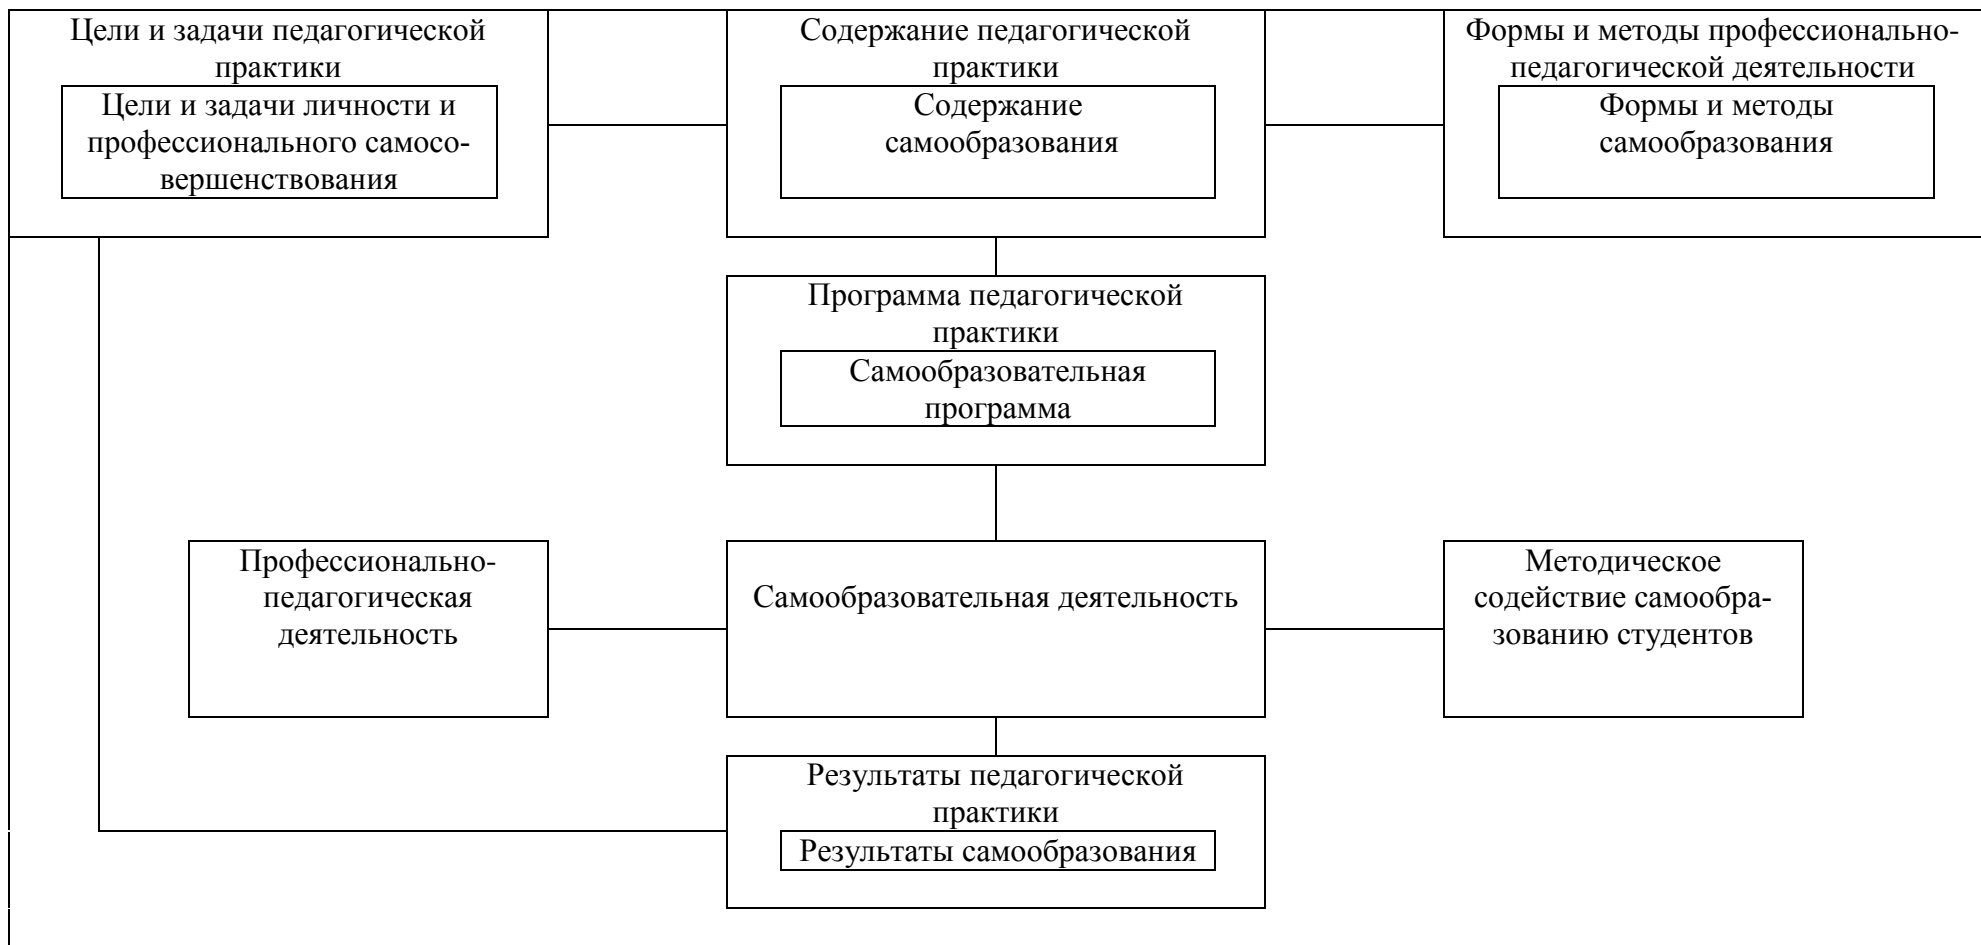 Цели и задачи педагогической
практики
Цели и задачи личности и
профессионального самосо-
вершенствования
Содержание педагогической
практики
Содержание
самообразования
Формы и методы профессионально-
педагогической деятельности
Формы и методы
самообразования
Программа педагогической
практики
Самообразовательная
программа
Профессионально-
педагогическая
деятельность
Самообразовательная деятельность
Методическое
содействие самообра-
зованию студентов
Результаты педагогической
практики
Результаты самообразования